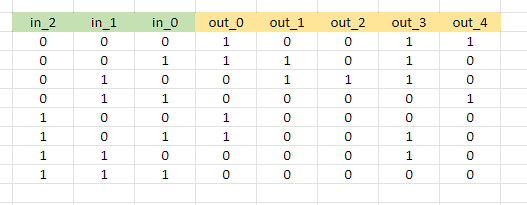 in_2 in_1 in_0 out_0 out_1 out_2 out_3 out_4
0 0 0 1 0 0 1 1
0 0 1 1 1 0 1 0
0 1 0 0 1 1 1 0
0 1 1 0 0 0 0 1
1 0 0 1 0 0 0 0
1 0 1 1 0 0 1 0
1 1 0 0 0 0 1 0
1 1 1 0 0 0 0 0